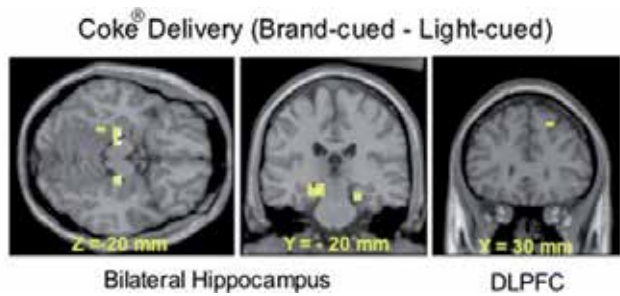 Coke® Delivery (Brand-cued - Light-cued)
Z = -20 mm
Y = - 20 mm
Y = 30 mm
Bilateral Hippocampus
DLPFC